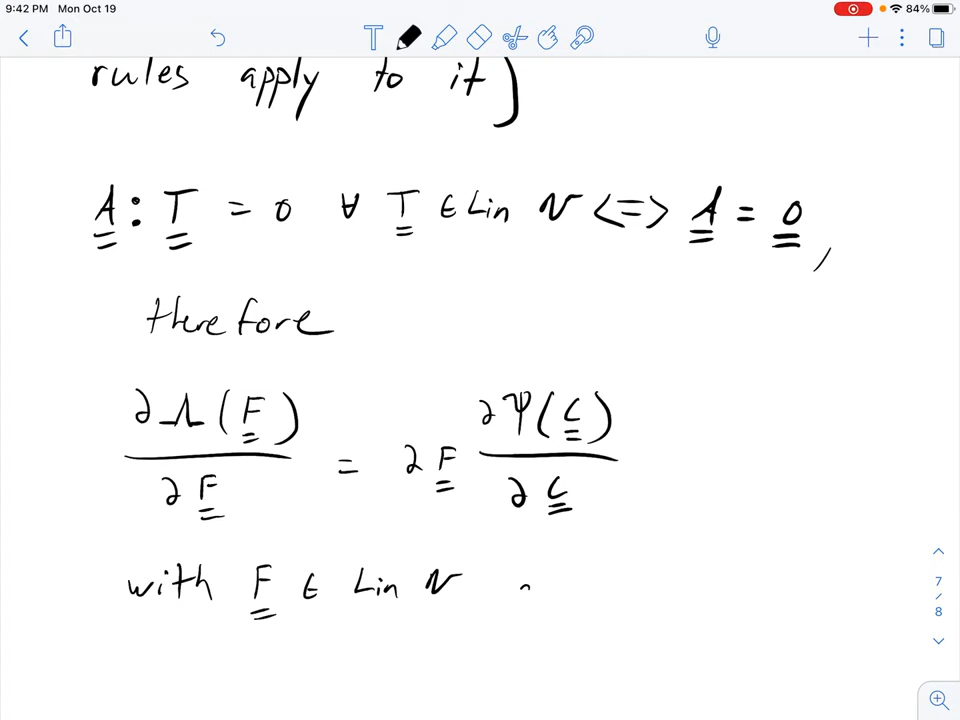 9:42 PM Mon Oct 19 84%
rules apply to it)
A : T = 0 ∀ T ∈ Lin V <=> A = 0 ,
therefore
∂Λ(F) / ∂F = 2 F ∂Ψ(C) / ∂C
with F ∈ Lin V
7
/
8